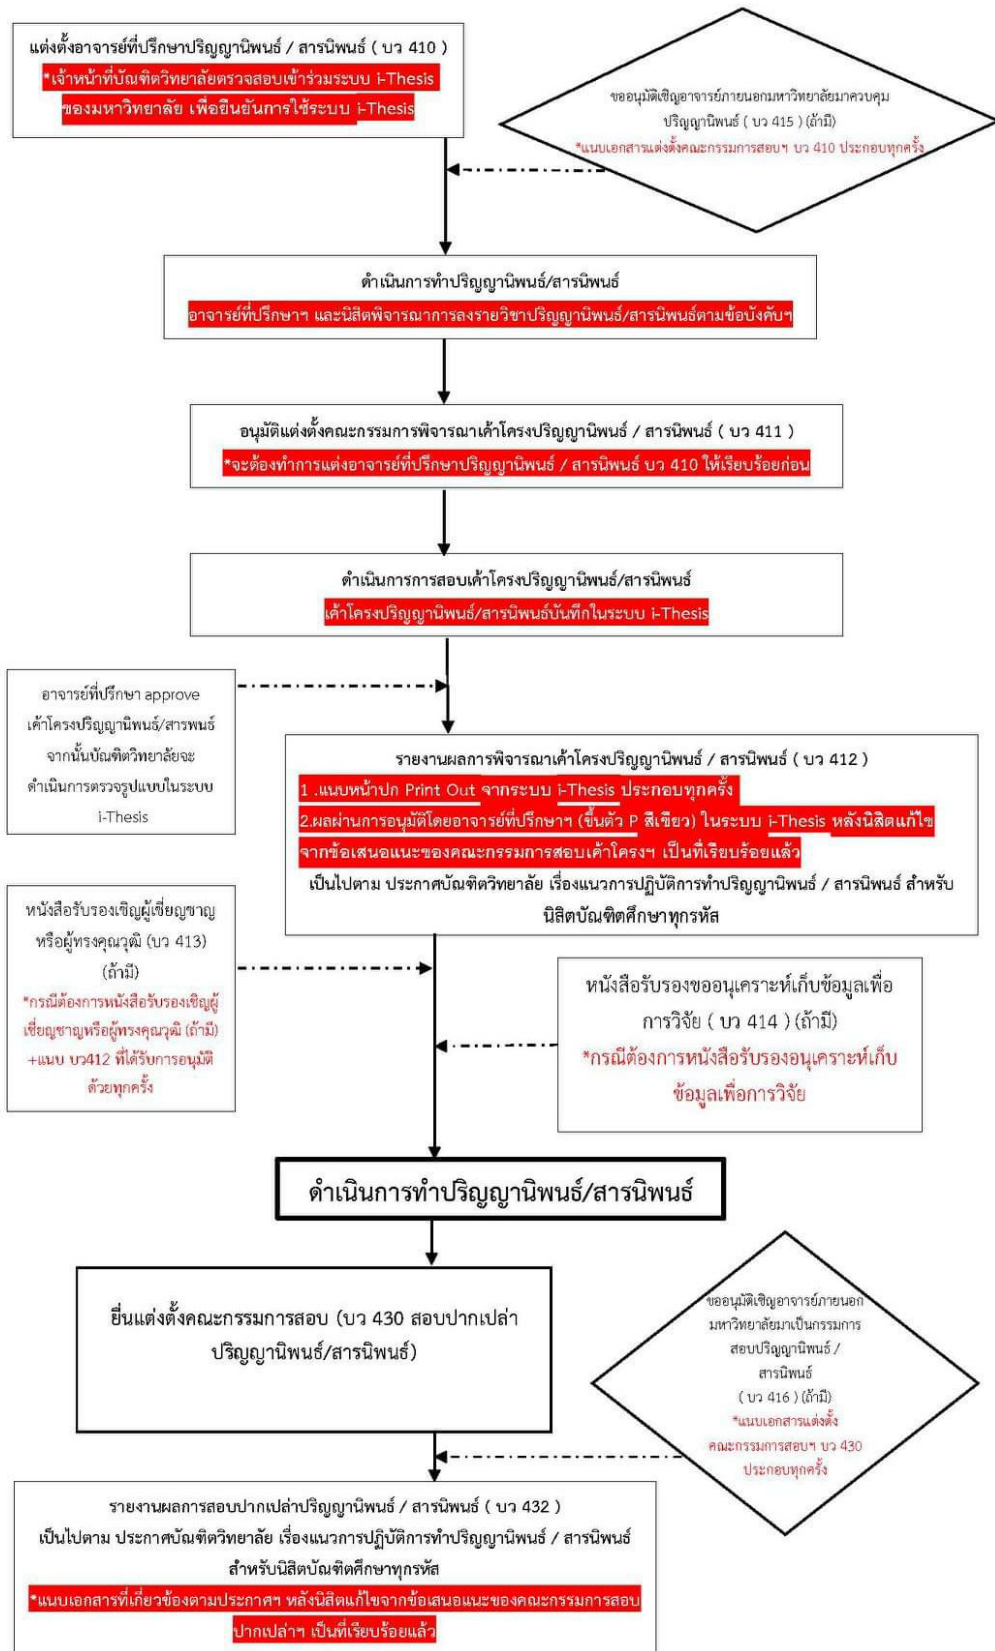 แต่งตั้งอาจารย์ที่ปรึกษาปริญญานิพนธ์ / สารนิพนธ์ ( บว 410 )
*เจ้าหน้าที่บัณฑิตวิทยาลัยตรวจสอบเข้าร่วมระบบ i-Thesis
ของมหาวิทยาลัย เพื่อยืนยันการใช้ระบบ i-Thesis
ขออนุมัติเชิญอาจารย์ภายนอกมหาวิทยาลัยมาควบคุม
ปริญญานิพนธ์ ( บว 415 ) (ถ้ามี)
*แนบเอกสารแต่งตั้งคณะกรรมการสอบฯ บว 410 ประกอบทุกครั้ง
ดำเนินการทำปริญญานิพนธ์/สารนิพนธ์
อาจารย์ที่ปรึกษาฯ และนิสิตพิจารณาการลงรายวิชาปริญญานิพนธ์/สารนิพนธ์ตามข้อบังคับฯ
อนุมัติแต่งตั้งคณะกรรมการพิจารณาเค้าโครงปริญญานิพนธ์ / สารนิพนธ์ ( บว 411 )
*จะต้องทำการแต่งอาจารย์ที่ปรึกษาปริญญานิพนธ์ / สารนิพนธ์ บว 410 ให้เรียบร้อยก่อน
ดำเนินการการสอบเค้าโครงปริญญานิพนธ์/สารนิพนธ์
เค้าโครงปริญญานิพนธ์/สารนิพนธ์บันทึกในระบบ i-Thesis
อาจารย์ที่ปรึกษา approve
เค้าโครงปริญญานิพนธ์/สารพนธ์
จากนั้นบัณฑิตวิทยาลัยจะ
ดำเนินการตรวจรูปแบบในระบบ
i-Thesis
รายงานผลการพิจารณาเค้าโครงปริญญานิพนธ์ / สารนิพนธ์ ( บว 412 )
1 .แนบหน้าปก Print Out จากระบบ i-Thesis ประกอบทุกครั้ง
2.ผลผ่านการอนุมัติโดยอาจารย์ที่ปรึกษาฯ (ขึ้นตัว P สีเขียว) ในระบบ i-Thesis หลังนิสิตแก้ไข
จากข้อเสนอแนะของคณะกรรมการสอบเค้าโครงฯ เป็นที่เรียบร้อยแล้ว
เป็นไปตาม ประกาศบัณฑิตวิทยาลัย เรื่องแนวการปฏิบัติการทำปริญญานิพนธ์ / สารนิพนธ์ สำหรับ
นิสิตบัณฑิตศึกษาทุกรหัส
หนังสือรับรองเชิญผู้เชี่ยญชาญ
หรือผู้ทรงคุณวุฒิ (บว 413)
(ถ้ามี)
*กรณีต้องการหนังสือรับรองเชิญผู้
เชี่ยญชาญหรือผู้ทรงคุณวุฒิ (ถ้ามี)
+แนบ บว412 ที่ได้รับการอนุมัติ
ด้วยทุกครั้ง
หนังสือรับรองขออนุเคราะห์เก็บข้อมูลเพื่อ
การวิจัย ( บว 414 ) (ถ้ามี)
*กรณีต้องการหนังสือรับรองอนุเคราะห์เก็บ
ข้อมูลเพื่อการวิจัย
ดำเนินการทำปริญญานิพนธ์/สารนิพนธ์
ยื่นแต่งตั้งคณะกรรมการสอบ (บว 430 สอบปากเปล่า
ปริญญานิพนธ์/สารนิพนธ์)
ขออนุมัติเชิญอาจารย์ภายนอก
มหาวิทยาลัยมาเป็นกรรมการ
สอบปริญญานิพนธ์ /
สารนิพนธ์
( บว 416 ) (ถ้ามี)
*แนบเอกสารแต่งตั้ง
คณะกรรมการสอบฯ บว 430
ประกอบทุกครั้ง
รายงานผลการสอบปากเปล่าปริญญานิพนธ์ / สารนิพนธ์ ( บว 432 )
เป็นไปตาม ประกาศบัณฑิตวิทยาลัย เรื่องแนวการปฏิบัติการทำปริญญานิพนธ์ / สารนิพนธ์
สำหรับนิสิตบัณฑิตศึกษาทุกรหัส
*แนบเอกสารที่เกี่ยวข้องตามประกาศฯ หลังนิสิตแก้ไขจากข้อเสนอแนะของคณะกรรมการสอบ
ปากเปล่าฯ เป็นที่เรียบร้อยแล้ว